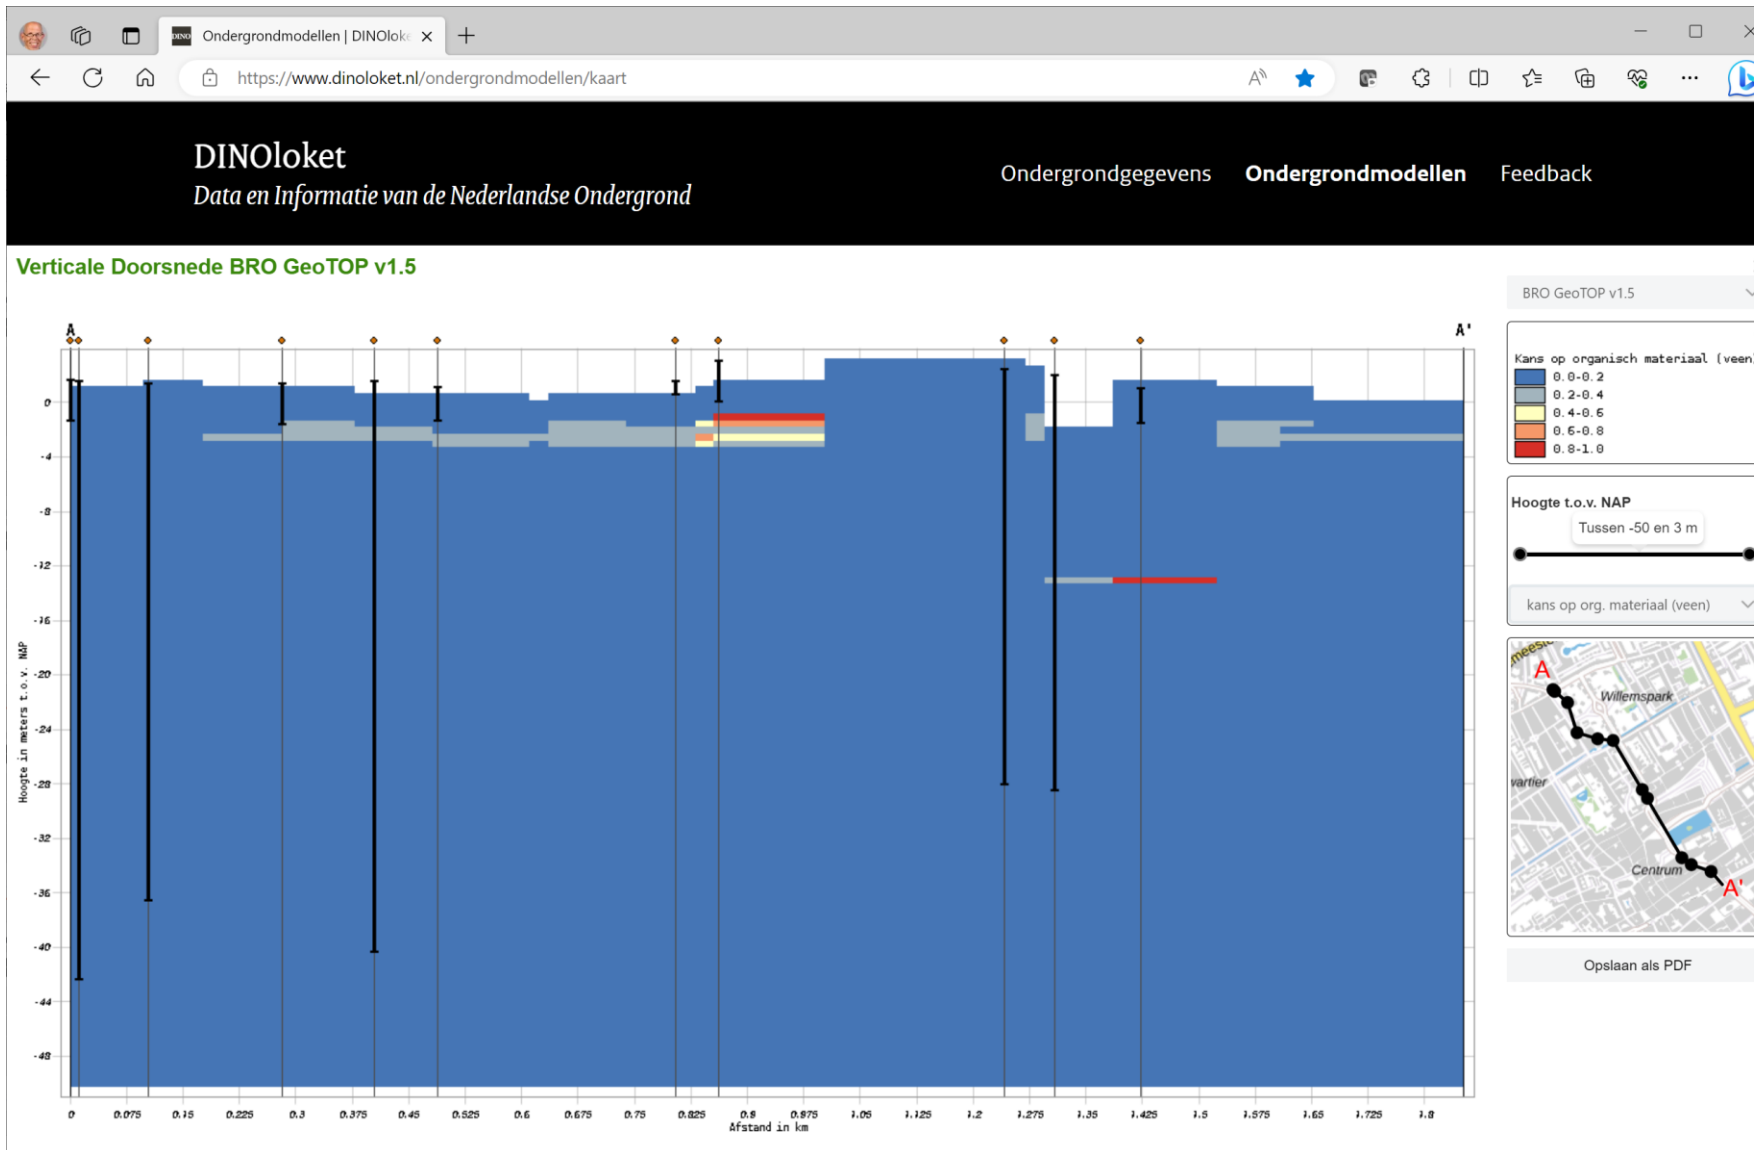 Ondergrondmodellen | DINOloke
https://www.dinoloket.nl/ondergrondmodellen/kaart
DINOloket
Data en Informatie van de Nederlandse Ondergrond
Ondergrondgegevens Ondergrondmodellen Feedback
Verticale Doorsnede BRO GeoTOP v1.5
BRO GeoTOP v1.5
A A'
Kans op organisch materiaal (veen)
0.0-0.2
0.2-0.4
0.4-0.6
0.6-0.8
0.8-1.0
Hoogte t.o.v. NAP
Tussen -50 en 3 m
kans op org. materiaal (veen)
0
-4
-8
-12
-16
-20
-24
-28
-32
-36
-40
-44
-48
Hoogte in meters t.o.v. NAP
0 0.075 0.15 0.225 0.3 0.375 0.45 0.525 0.6 0.675 0.75 0.825 0.9 0.975 1.05 1.125 1.2 1.275 1.35 1.425 1.5 1.575 1.65 1.725 1.8
Afstand in km
meeste
A
Willemspark
wartier
Centrum
A'
Opslaan als PDF